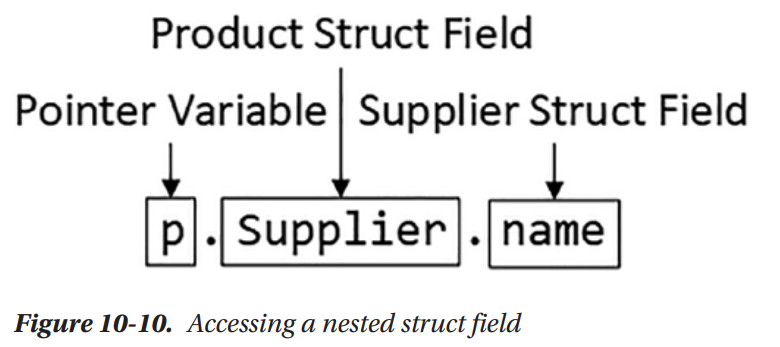 Product Struct Field
Pointer Variable Supplier Struct Field
p.Supplier.name
Figure 10-10. Accessing a nested struct field